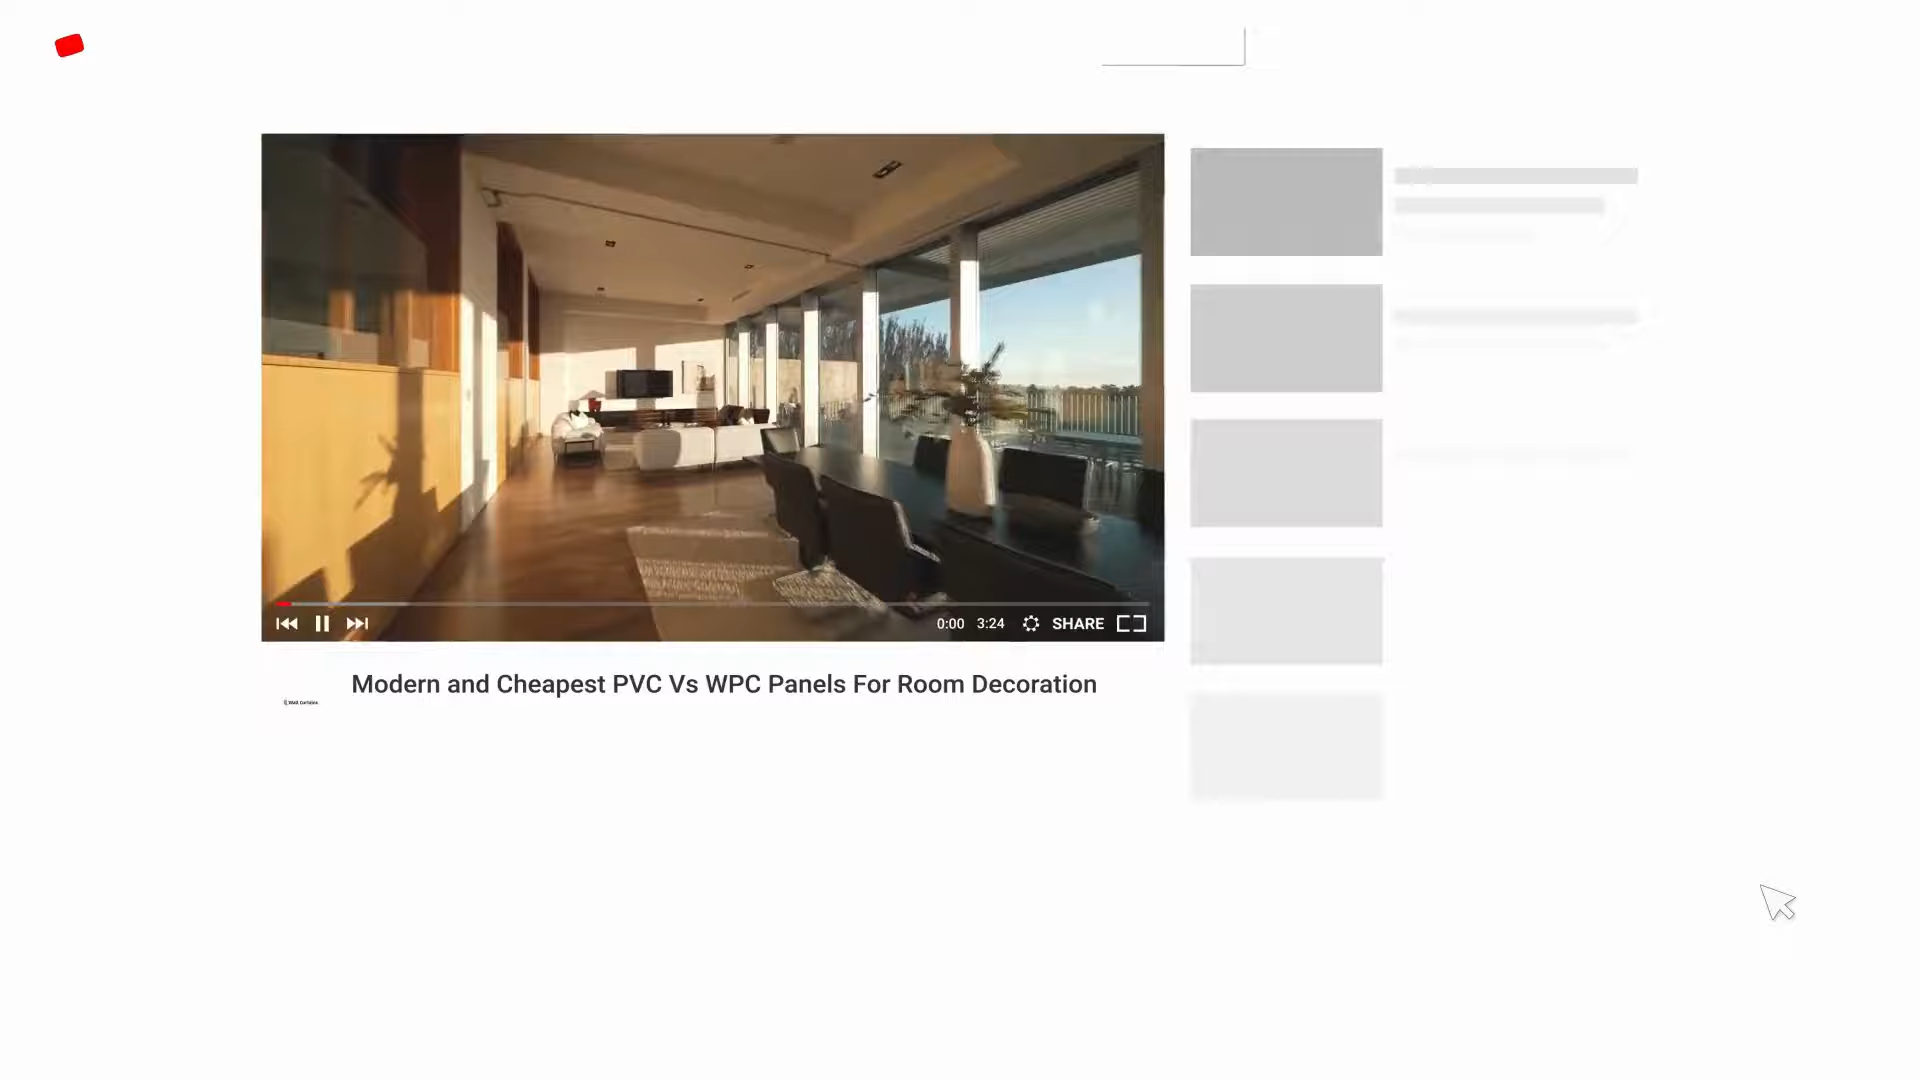 0:00 3:24 SHARE
Modern and Cheapest PVC Vs WPC Panels For Room Decoration